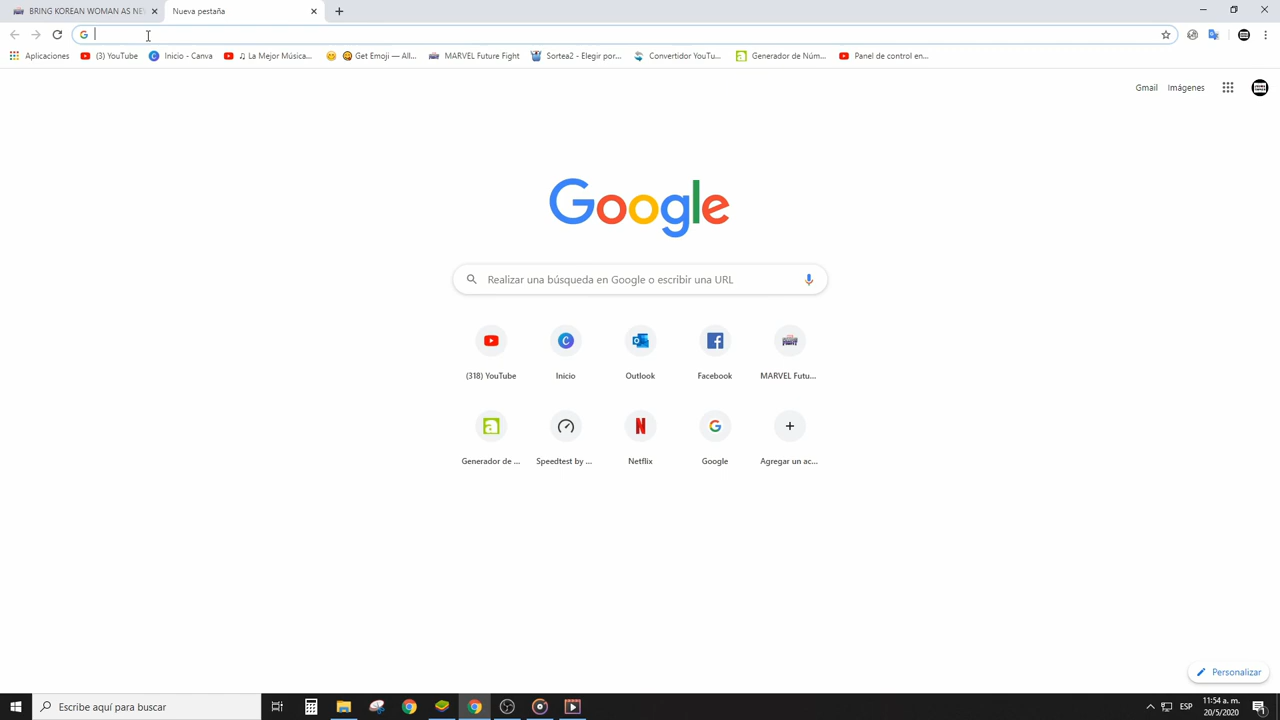 BRING KOREAN WOMAN AS NEW
Nueva pestaña
Aplicaciones
(3) YouTube
Inicio - Canva
♫ La Mejor Música...
Get Emoji — All...
MARVEL Future Fight
Sortea2 - Elegir por...
Convertidor YouTu...
Generador de Núm...
Panel de control en...
Gmail
Imágenes
Google
Realizar una búsqueda en Google o escribir una URL
(318) YouTube
Inicio
Outlook
Facebook
MARVEL Futu...
Generador de ...
Speedtest by ...
Netflix
Google
Agregar un ac...
Personalizar
Escribe aquí para buscar
ESP
11:54 a. m.
20/5/2020